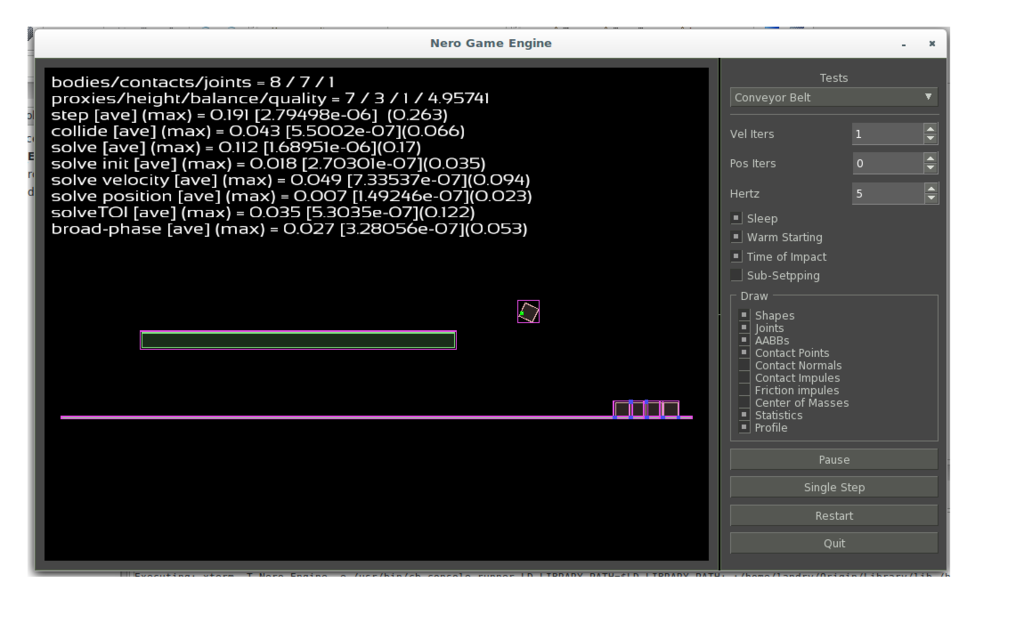 Nero Game Engine
bodies/contacts/joints = 8 / 7 / 1
proxies/height/balance/quality = 7 / 3 / 1 / 4.95741
step [ave] (max) = 0.191 [2.79498e-06] (0.263)
collide [ave] (max) = 0.043 [5.5002e-07](0.066)
solve [ave] (max) = 0.112 [1.68951e-06](0.17)
solve init [ave] (max) = 0.018 [2.70301e-07](0.035)
solve velocity [ave] (max) = 0.049 [7.33537e-07](0.094)
solve position [ave] (max) = 0.007 [1.49246e-07](0.023)
solveTOI [ave] (max) = 0.035 [5.3035e-07](0.122)
broad-phase [ave] (max) = 0.027 [3.28056e-07](0.053)
Tests
Conveyor Belt
Vel Iters 1
Pos Iters 0
Hertz 5
Sleep
Warm Starting
Time of Impact
Sub-Setpping
Draw
Shapes
Joints
AABBs
Contact Points
Contact Normals
Contact Impules
Friction impules
Center of Masses
Statistics
Profile
Pause
Single Step
Restart
Quit